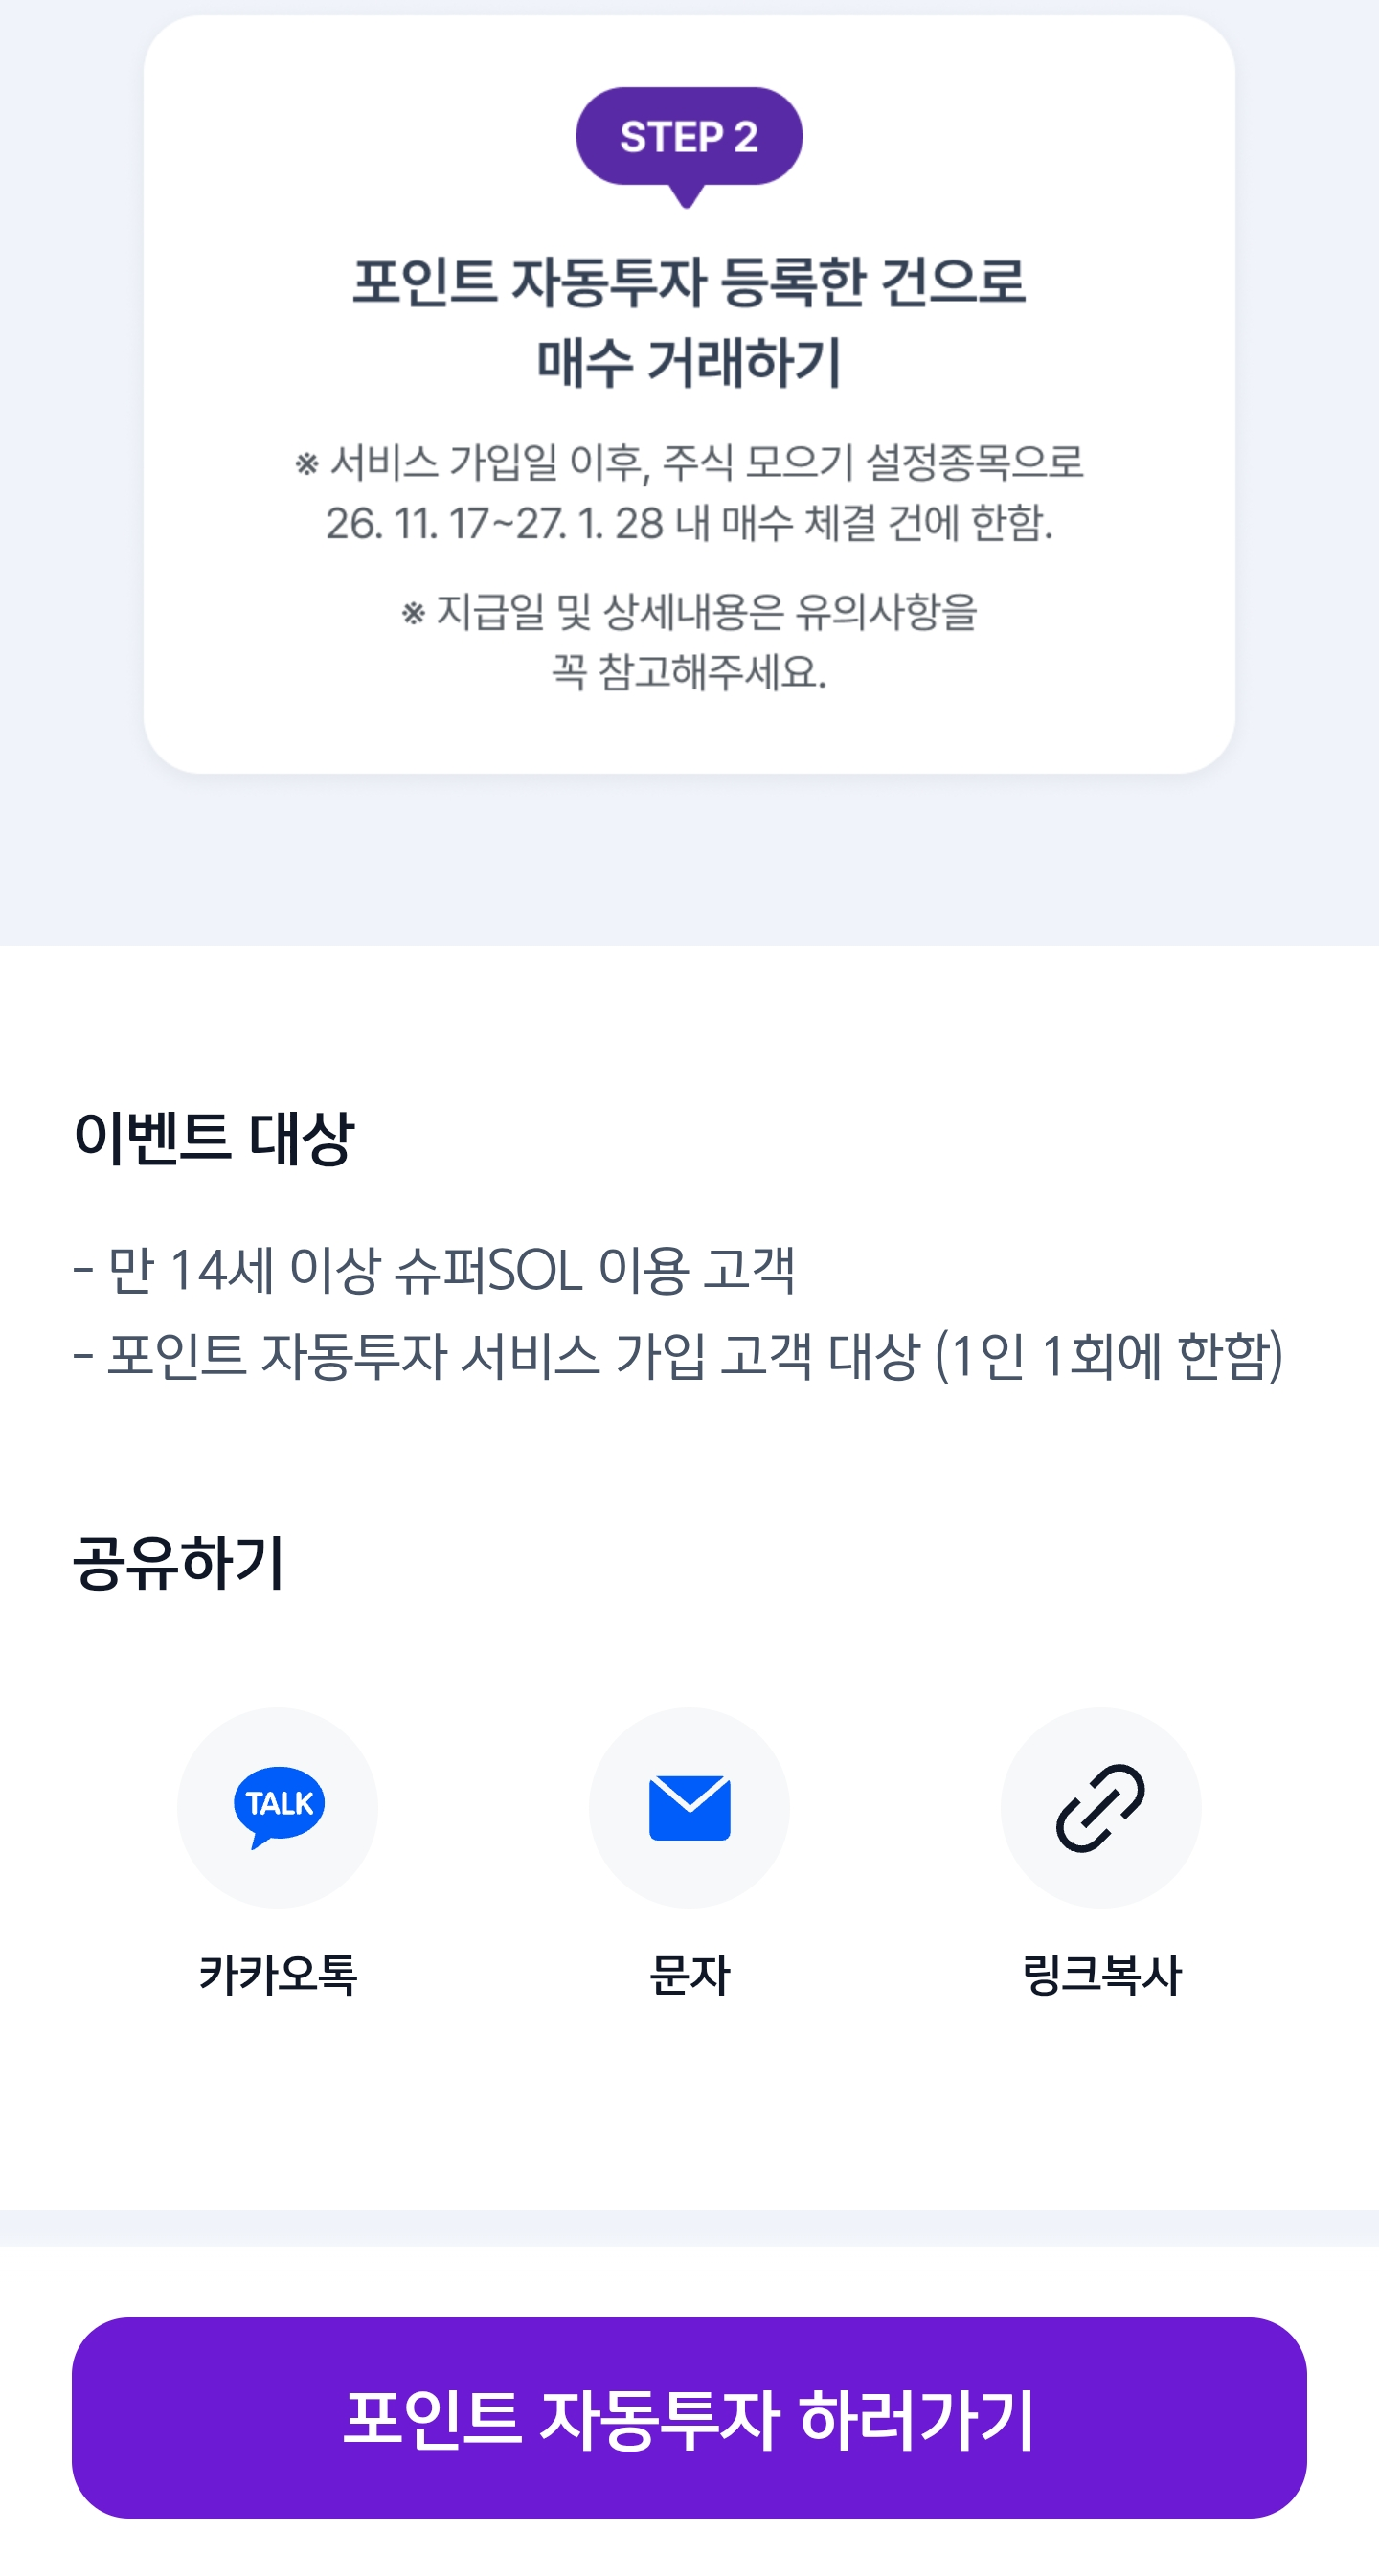 STEP 2
포인트 자동투자 등록한 건으로
매수 거래하기
※ 서비스 가입일 이후, 주식 모으기 설정종목으로
26. 11. 17~27. 1. 28 내 매수 체결 건에 한함.
※ 지급일 및 상세내용은 유의사항을
꼭 참고해주세요.
이벤트 대상
- 만 14세 이상 슈퍼SOL 이용 고객
- 포인트 자동투자 서비스 가입 고객 대상 (1인 1회에 한함)
공유하기
TALK
카카오톡
문자
링크복사
포인트 자동투자 하러가기